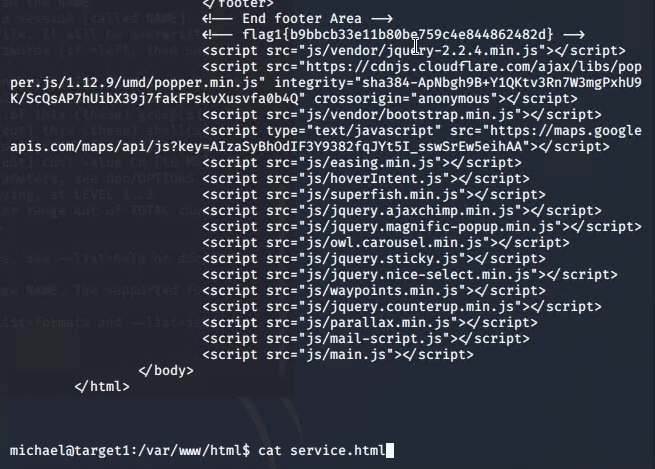 </footer>
<!-- End footer Area -->
<!-- flag1{b9bbcb33e11b80be759c4e844862482d} -->
<script src="js/vendor/jquery-2.2.4.min.js"></script>
<script src="https://cdnjs.cloudflare.com/ajax/libs/pop
per.js/1.12.9/umd/popper.min.js" integrity="sha384-ApNbgh9B+Y1QKtv3Rn7W3mgPxhU9
K/ScQsAP7hUibX39j7fakFPskvXusvfa0b4Q" crossorigin="anonymous"></script>
<script src="js/vendor/bootstrap.min.js"></script>
<script type="text/javascript" src="https://maps.google
apis.com/maps/api/js?key=AIzaSyBhOdIF3Y9382fqJYt5I_sswSrEw5eihAA"></script>
<script src="js/easing.min.js"></script>
<script src="js/hoverIntent.js"></script>
<script src="js/superfish.min.js"></script>
<script src="js/jquery.ajaxchimp.min.js"></script>
<script src="js/jquery.magnific-popup.min.js"></script>
<script src="js/owl.carousel.min.js"></script>
<script src="js/jquery.sticky.js"></script>
<script src="js/jquery.nice-select.min.js"></script>
<script src="js/waypoints.min.js"></script>
<script src="js/jquery.counterup.min.js"></script>
<script src="js/parallax.min.js"></script>
<script src="js/mail-script.js"></script>
<script src="js/main.js"></script>
</body>
</html>
michael@target1:/var/www/html$ cat service.html